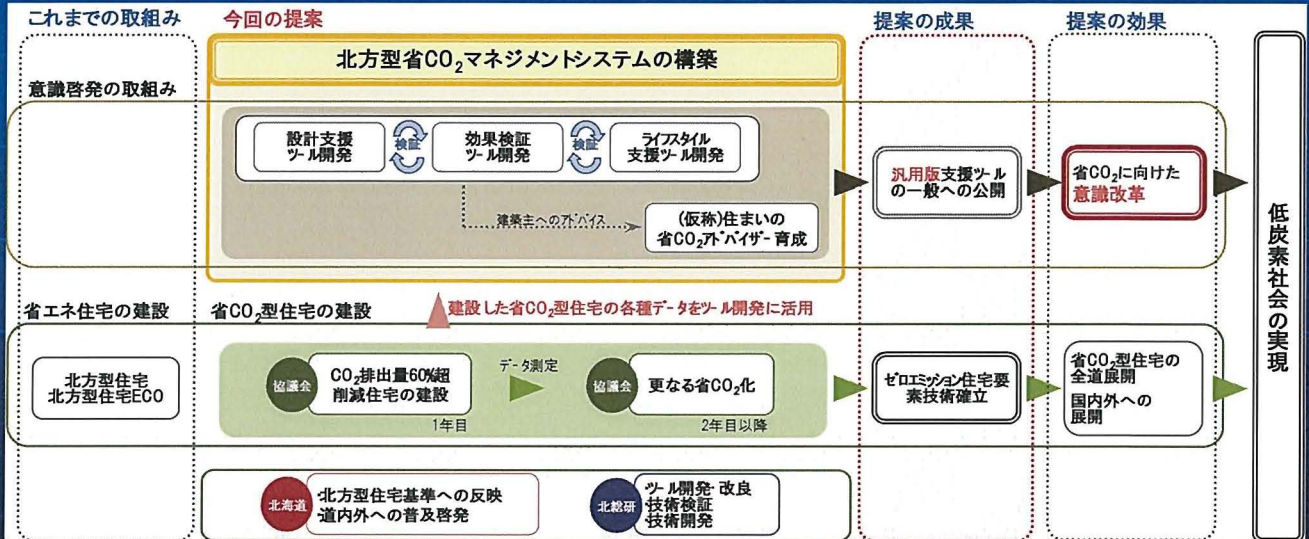 これまでの取組み
今回の提案
提案の成果
提案の効果
北方型省CO₂マネジメントシステムの構築
意識啓発の取組み
設計支援
ツール開発
検証
効果検証
ツール開発
検証
ライフスタイル
支援ツール開発
建築主へのアドバイス
(仮称)住まいの
省CO₂アドバイザー育成
汎用版支援ツール
の一般への公開
省CO₂に向けた
意識改革
低炭素社会の実現
建設した省CO₂型住宅の各種データをツール開発に活用
省エネ住宅の建設
省CO₂型住宅の建設
北方型住宅
北方型住宅ECO
協議会
CO₂排出量60%超
削減住宅の建設
1年目
データ測定
協議会
更なる省CO₂化
2年目以降
ゼロエミッション住宅要
素技術確立
省CO₂型住宅の
全道展開
国内外への
展開
北海道
・北方型住宅基準への反映
・道内外への普及啓発
北総研
・ツール開発・改良
・技術検証
・技術開発